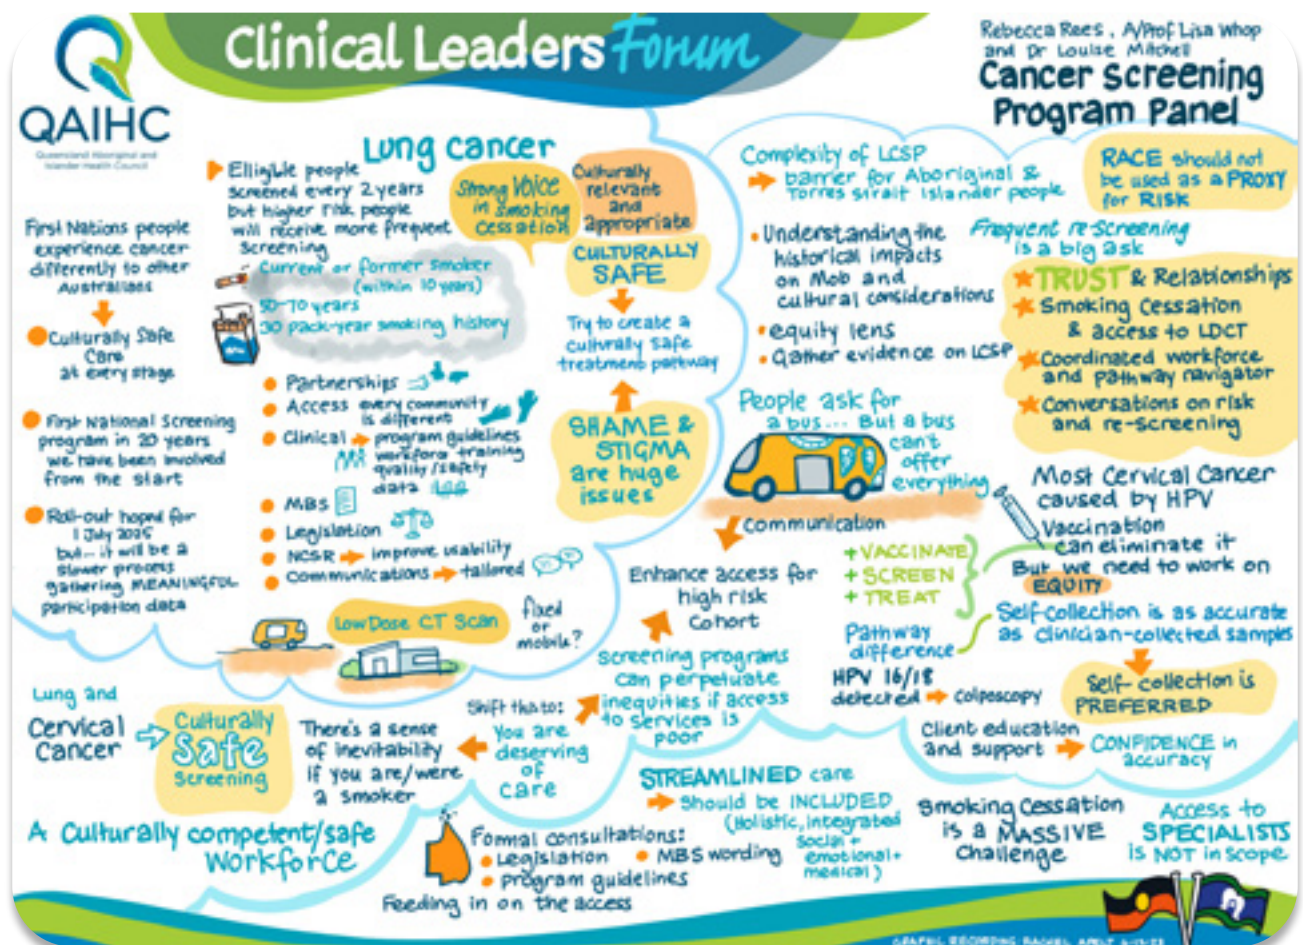 Clinical Leaders Forum
QAIHC
Queensland Aboriginal and
Islander Health Council
Rebecca Rees, A/Prof Lisa Whop
and Dr Louise Mitchell
Cancer Screening
Program Panel
First Nations people
experience cancer
differently to other
Australians
Culturally Safe
Care
at every stage
First National Screening
program in 20 years
we have been involved
from the start
Roll-out hoped for
1 July 2025
but... it will be a
slower process
gathering MEANINGFUL
participation data
Lung cancer
Elligible people
screened every 2 years
but higher risk people
will receive more frequent
screening
Current or former smoker
(within 10 years)
50-70 years
30 pack-year smoking history
Strong Voice
in smoking
cessation
Culturally
relevant
and
appropriate
CULTURALLY
SAFE
Try to create a
culturally safe
treatment pathway
SHAME &
STIGMA
are huge
issues
Partnerships
Access every community
is different
Clinical program guidelines
workforce training
quality/safety
data
MBS
Legislation
NCSR improve usability
Communications tailored
Low Dose CT Scan
fixed
or
mobile?
Complexity of LCSP
barrier for Aboriginal &
Torres Strait Islander people
RACE should not
be used as a PROXY
for RISK
Understanding the
historical impacts
on Mob and
cultural considerations
equity lens
Gather evidence on LCSP
Frequent re-screening
is a big ask
TRUST & Relationships
Smoking Cessation
& access to LDCT
Coordinated workforce
and pathway navigator
Conversations on risk
and re-screening
People ask for
a bus... But a bus
can't
offer
everything
Communication
Enhance access for
high risk
Cohort
Screening programs
can perpetuate
inequities if access
to services is
poor
Most Cervical Cancer
caused by HPV
Vaccination
can eliminate it
But we need to work on
EQUITY
+ VACCINATE
+ SCREEN
+ TREAT
Pathway
difference
Self-collection is as accurate
as clinician-collected samples
HPV 16/18
detected Colposcopy
Self-collection is
PREFERRED
Client education
and support CONFIDENCE in
accuracy
Lung and
Cervical
Cancer
Culturally
Safe
Screening
There's a sense
of inevitability
if you are/were
a smoker
Shift this to:
You are
deserving
of
care
A Culturally competent/safe
Workforce
Formal consultations:
Legislation
MBS wording
program guidelines
Feeding in on the access
STREAMLINED care
Should be INCLUDED
(Holistic, integrated
social +
emotional +
medical)
Smoking Cessation
is a MASSIVE
Challenge
Access to
SPECIALISTS
is NOT in scope